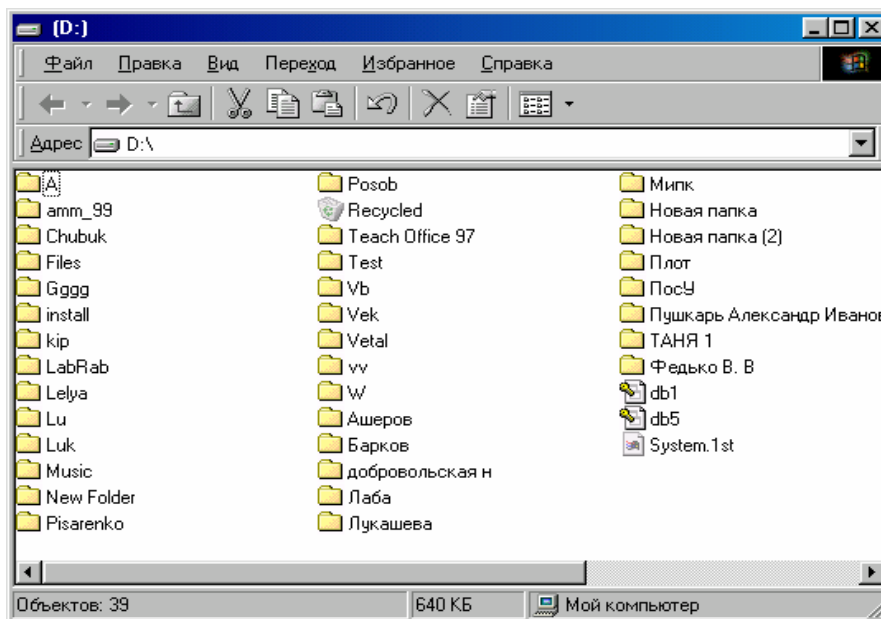 (D:)
Файл Правка Вид Переход Избранное Справка
Адрес D:\
A
amm_99
Chubuk
Files
Gggg
install
kip
LabRab
Lelya
Lu
Luk
Music
New Folder
Pisarenko
Posob
Recycled
Teach Office 97
Test
Vb
Vek
Vetal
vv
W
Ашеров
Барков
добровольская н
Лаба
Лукашева
Мипк
Новая папка
Новая папка (2)
Плот
ПосУ
Пушкарь Александр Иванов
ТАНЯ 1
Федько В. В
db1
db5
System.1st
Объектов: 39 640 КБ Мой компьютер